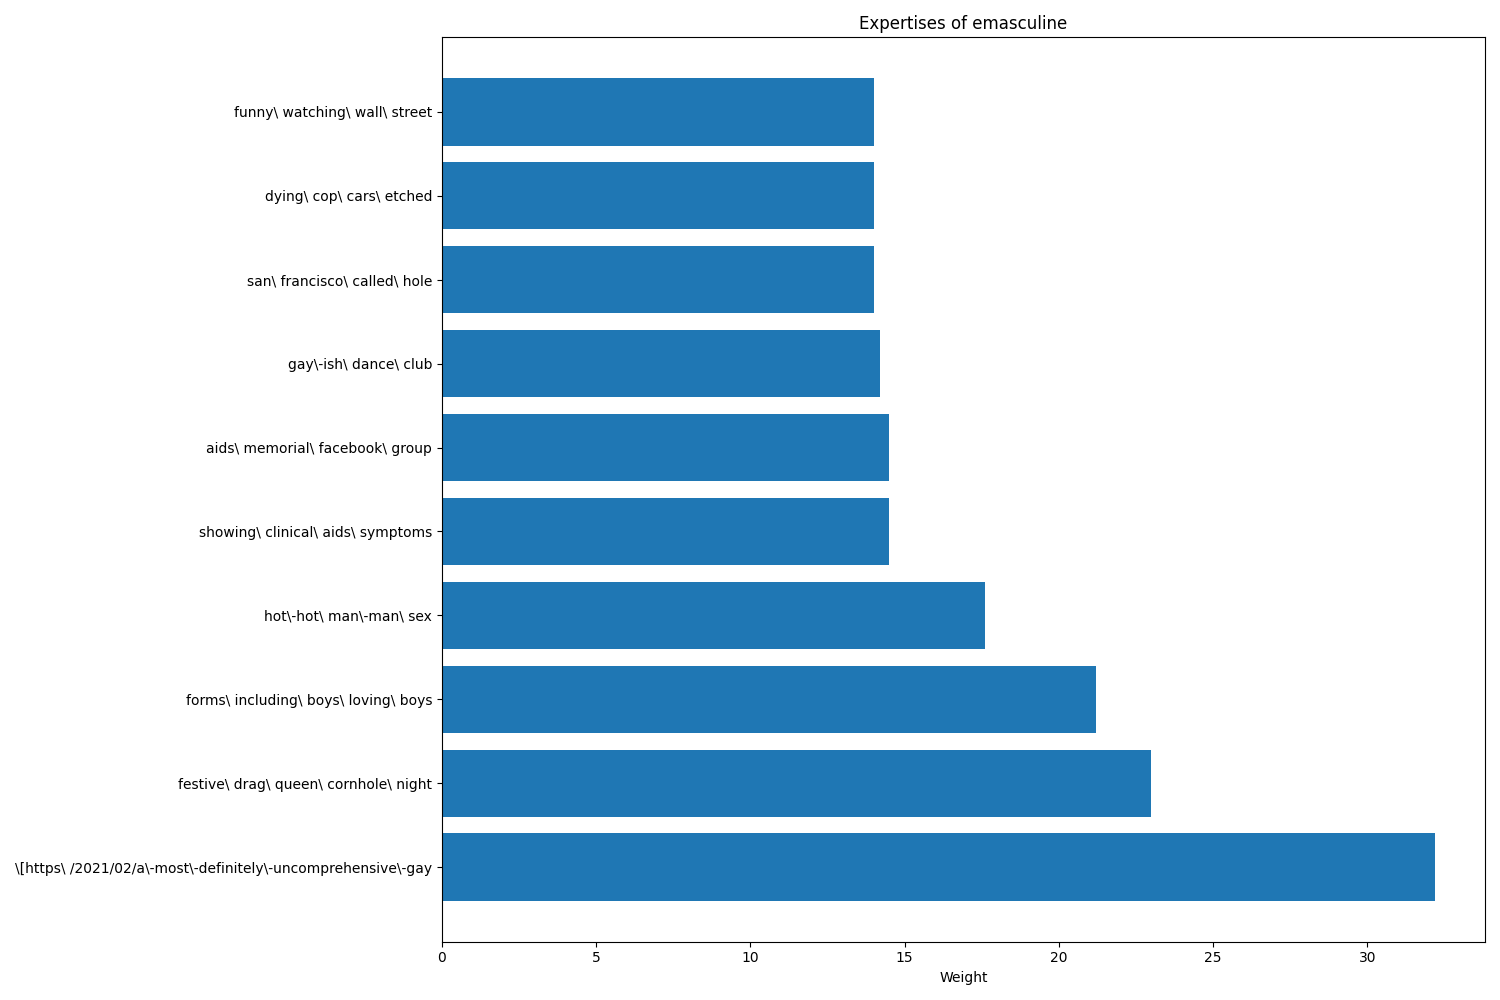 Expertises of emasculine
funny\ watching\ wall\ street
dying\ cop\ cars\ etched
san\ francisco\ called\ hole
gay\-ish\ dance\ club
aids\ memorial\ facebook\ group
showing\ clinical\ aids\ symptoms
hot\-hot\ man\-man\ sex
forms\ including\ boys\ loving\ boys
festive\ drag\ queen\ cornhole\ night
\[https\ /2021/02/a\-most\-definitely\-uncomprehensive\-gay
0 5 10 15 20 25 30
Weight